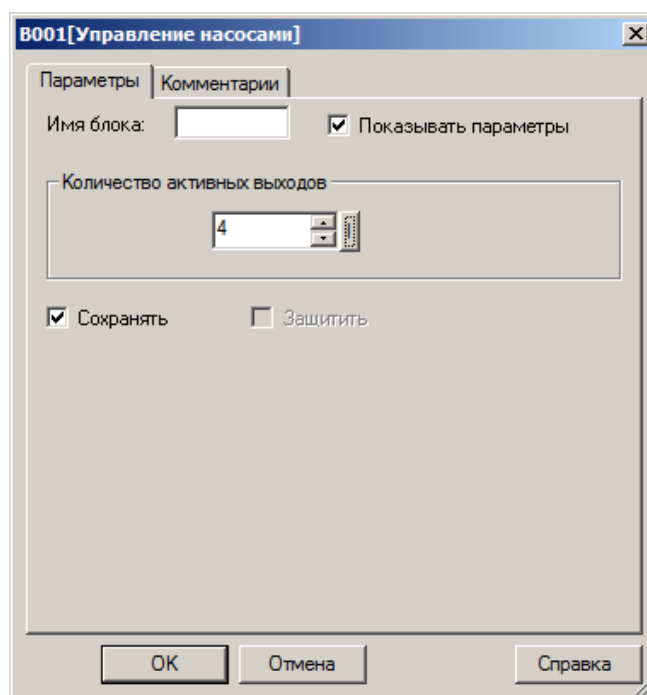 B001[Управление насосами]
Параметры Комментарии
Имя блока: Показывать параметры
Количество активных выходов
4
Сохранять Защитить
OK Отмена Справка